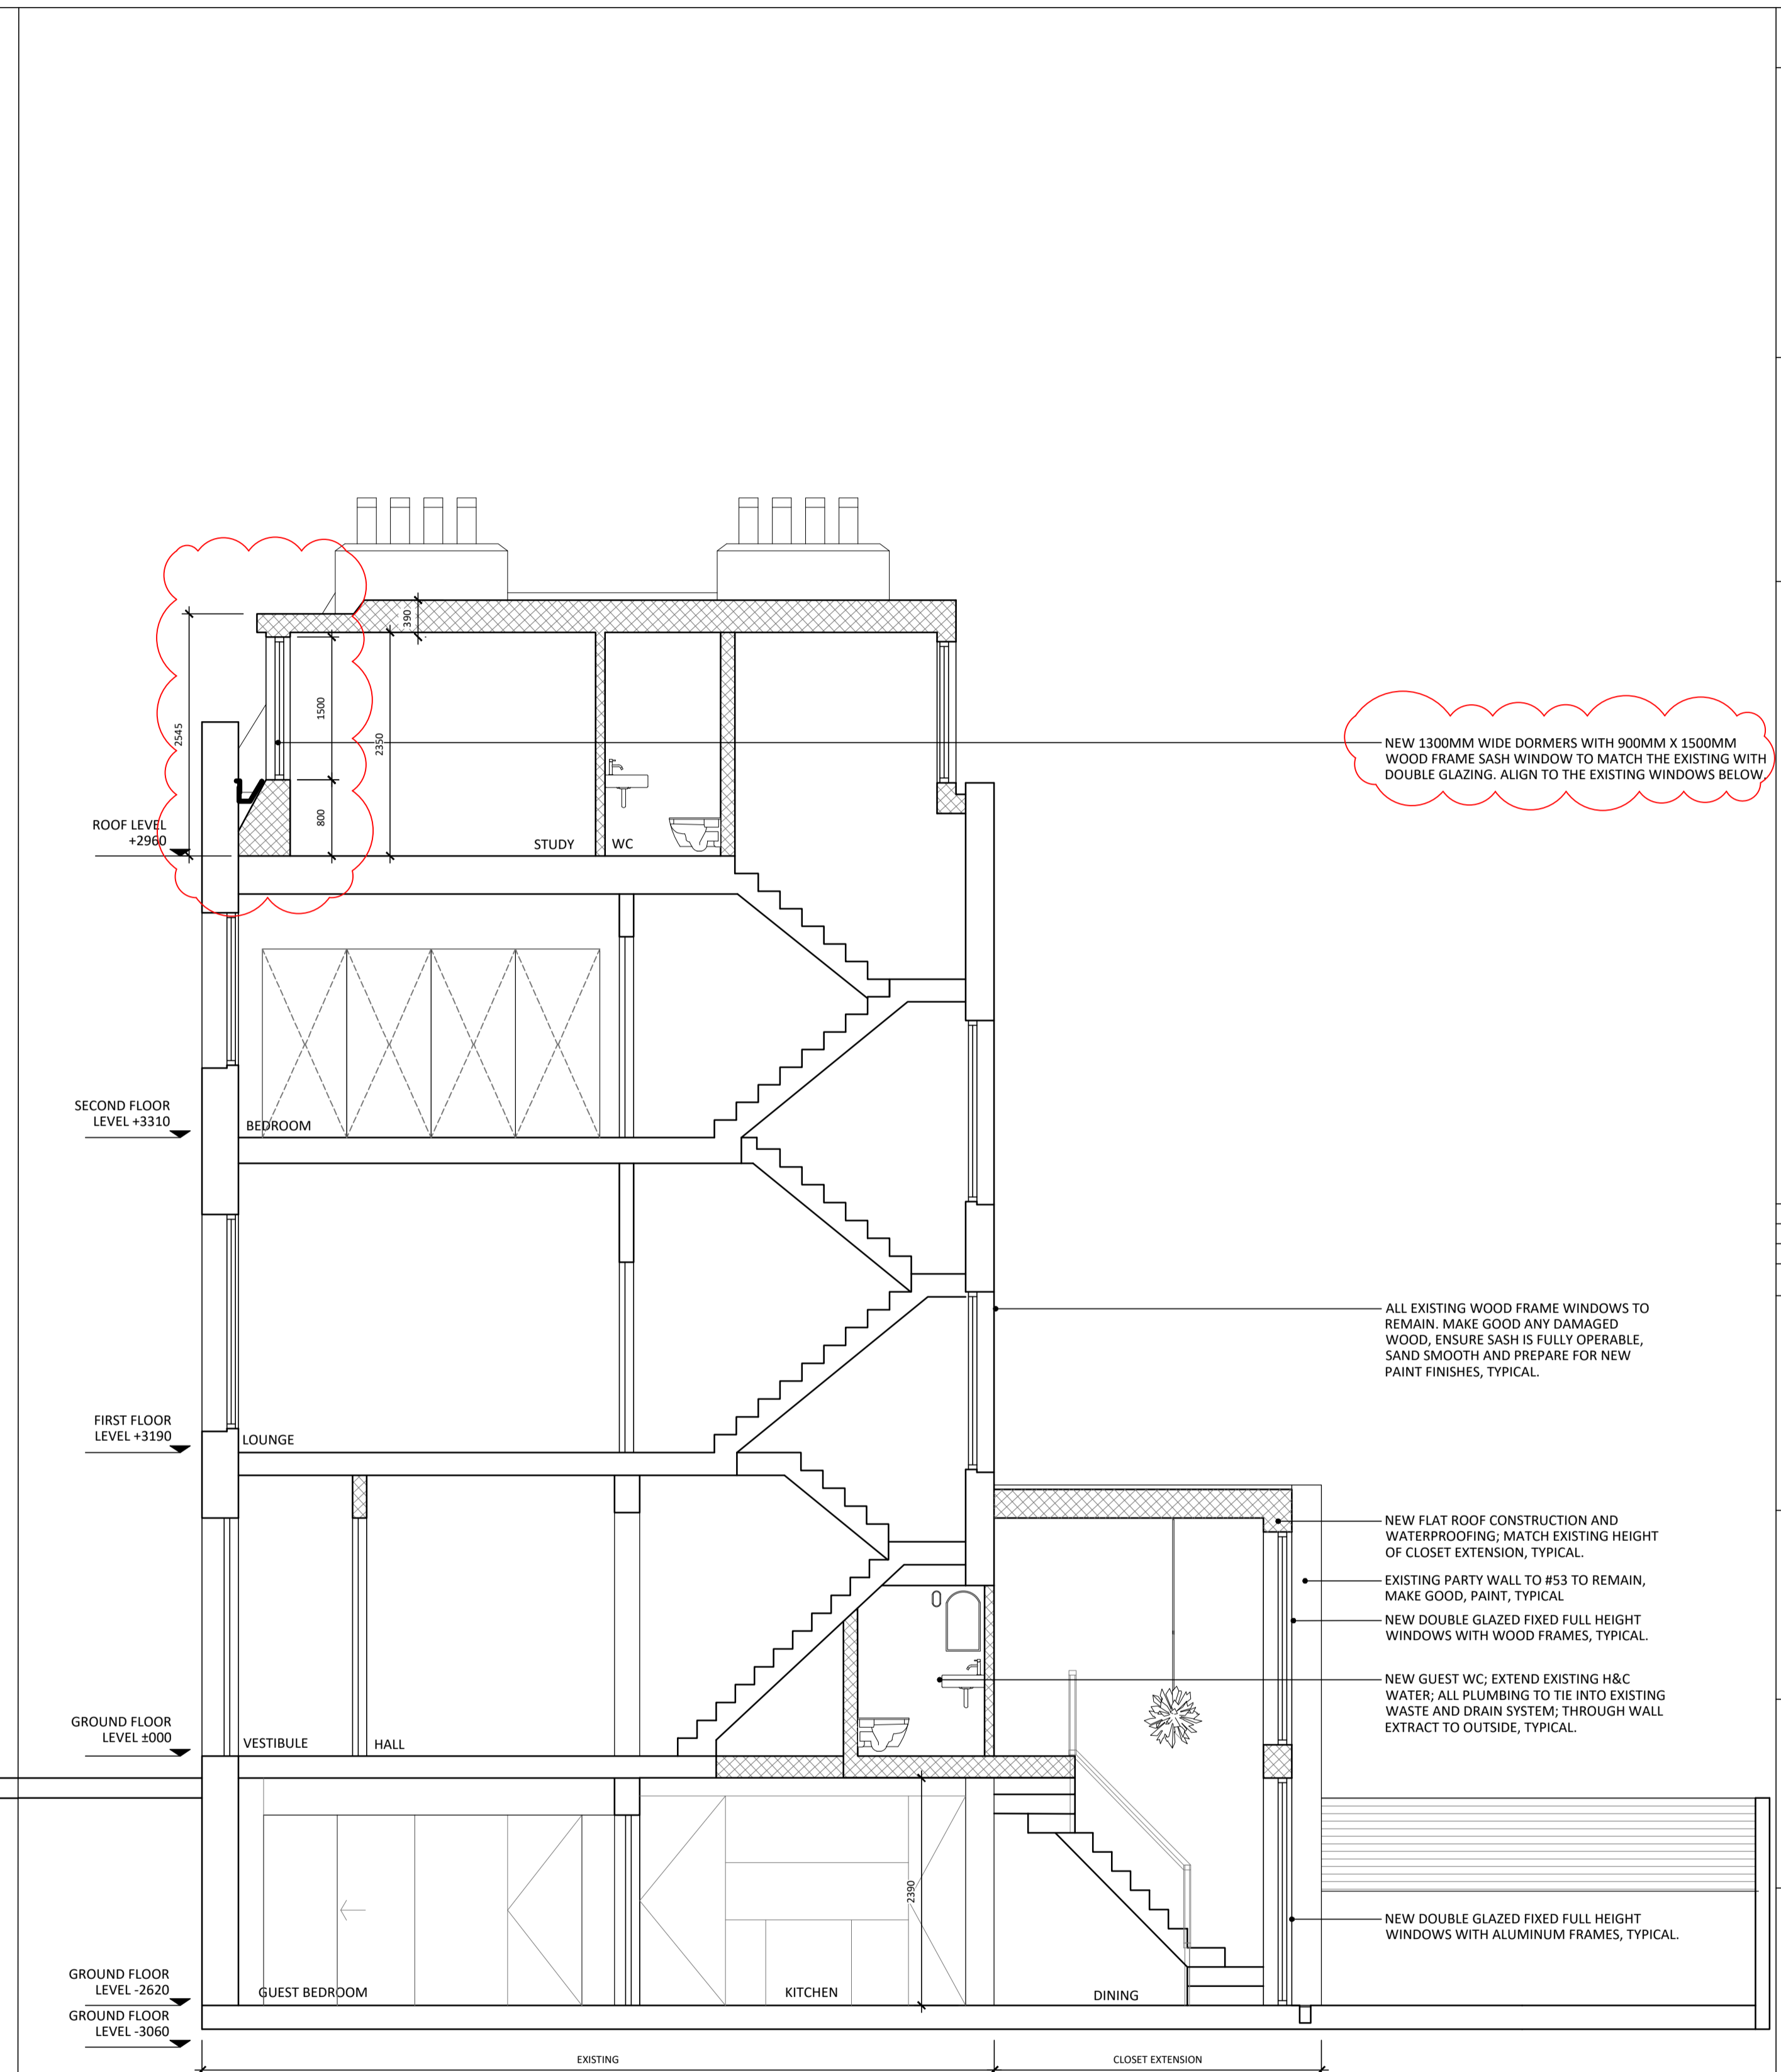 390
2545
1500
2350
800
NEW 1300MM WIDE DORMERS WITH 900MM X 1500MM
WOOD FRAME SASH WINDOW TO MATCH THE EXISTING WITH
DOUBLE GLAZING. ALIGN TO THE EXISTING WINDOWS BELOW.
ROOF LEVEL
+2960
STUDY
WC
SECOND FLOOR
LEVEL +3310
BEDROOM
ALL EXISTING WOOD FRAME WINDOWS TO
REMAIN. MAKE GOOD ANY DAMAGED
WOOD, ENSURE SASH IS FULLY OPERABLE,
SAND SMOOTH AND PREPARE FOR NEW
PAINT FINISHES, TYPICAL.
FIRST FLOOR
LEVEL +3190
LOUNGE
NEW FLAT ROOF CONSTRUCTION AND
WATERPROOFING; MATCH EXISTING HEIGHT
OF CLOSET EXTENSION, TYPICAL.
EXISTING PARTY WALL TO #53 TO REMAIN,
MAKE GOOD, PAINT, TYPICAL
NEW DOUBLE GLAZED FIXED FULL HEIGHT
WINDOWS WITH WOOD FRAMES, TYPICAL.
NEW GUEST WC; EXTEND EXISTING H&C
WATER; ALL PLUMBING TO TIE INTO EXISTING
WASTE AND DRAIN SYSTEM; THROUGH WALL
EXTRACT TO OUTSIDE, TYPICAL.
GROUND FLOOR
LEVEL ±000
VESTIBULE
HALL
2390
NEW DOUBLE GLAZED FIXED FULL HEIGHT
WINDOWS WITH ALUMINUM FRAMES, TYPICAL.
GROUND FLOOR
LEVEL -2620
GUEST BEDROOM
KITCHEN
DINING
GROUND FLOOR
LEVEL -3060
EXISTING
CLOSET EXTENSION